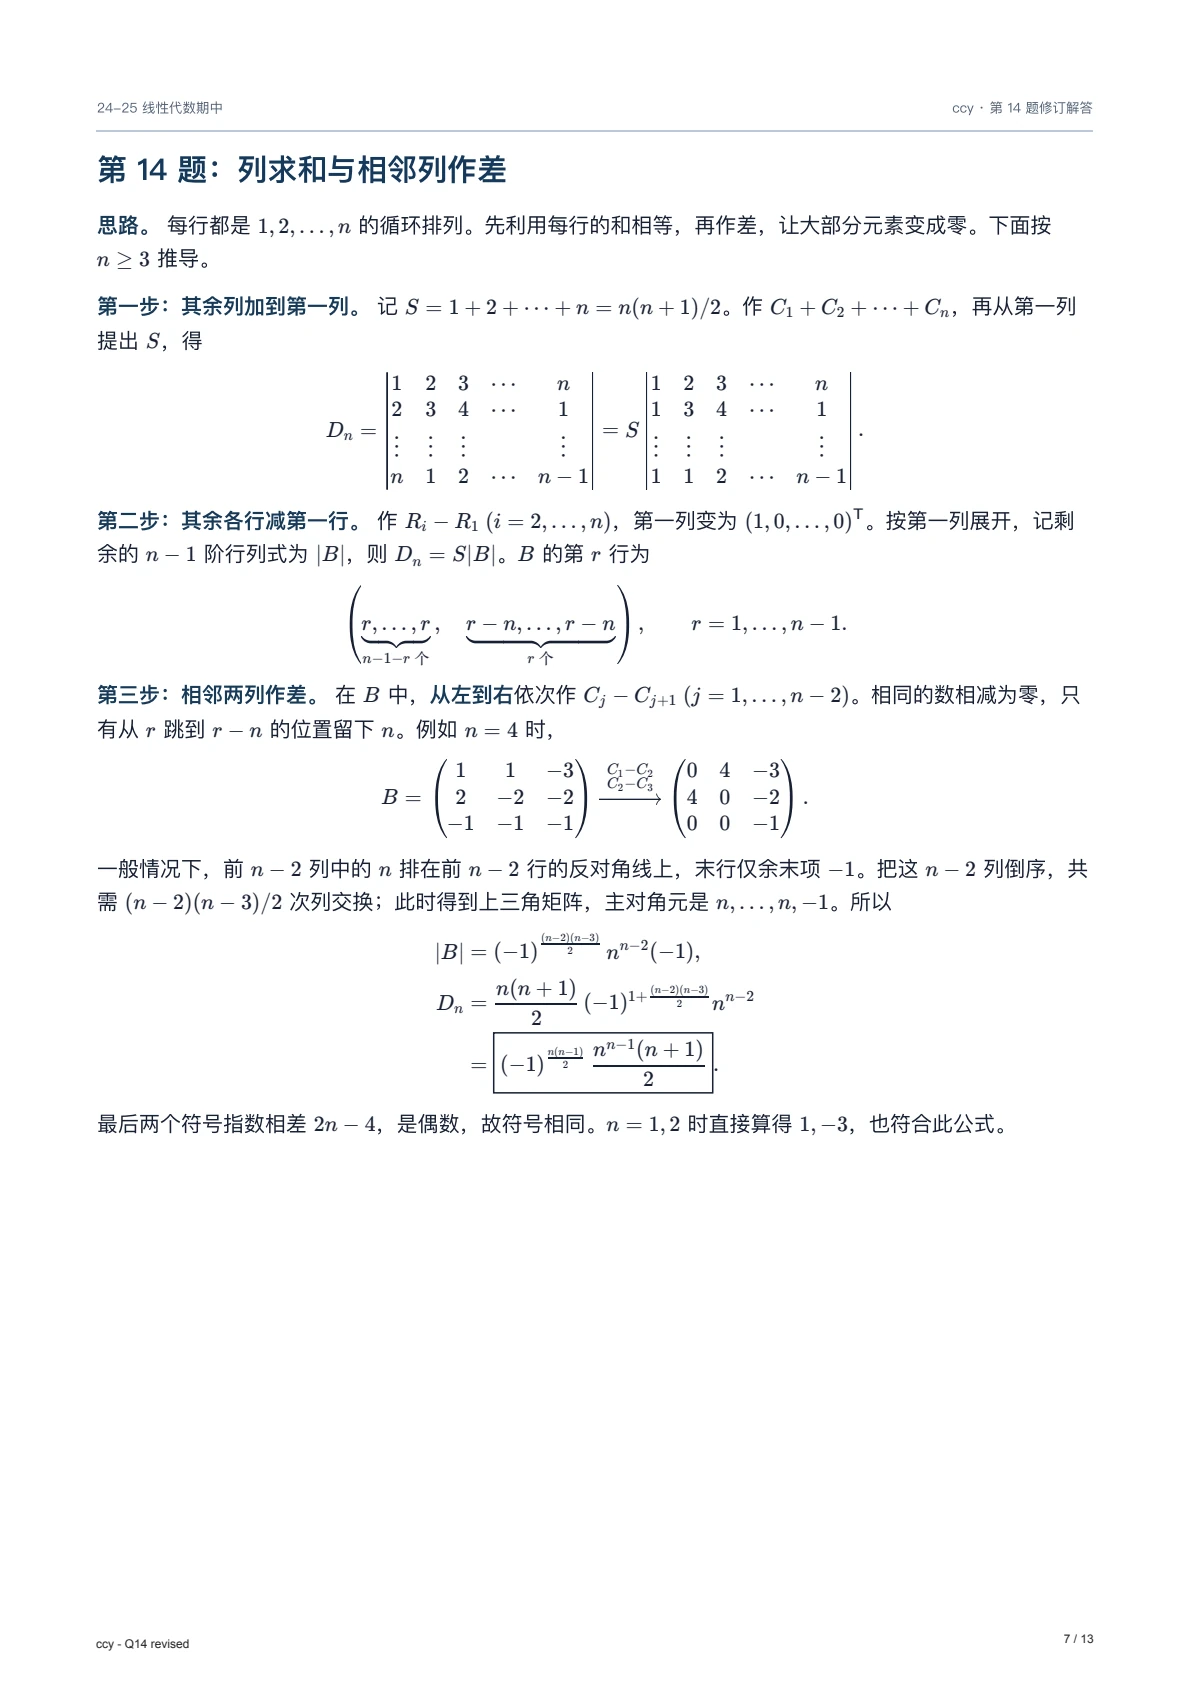 24–25 线性代数期中
ccy · 第 14 题修订解答
第 14 题：列求和与相邻列作差
思路。 每行都是 1, 2, . . . , n 的循环排列。先利用每行的和相等，再作差，让大部分元素变成零。下面按
n ≥ 3 推导。
第一步：其余列加到第一列。 记 S = 1 + 2 + · · · + n = n(n + 1)/2。作 C₁ + C₂ + · · · + Cₙ，再从第一列
提出 S，得
Dₙ = |1 2 3 ⋯ n; 2 3 4 ⋯ 1; ⋮ ⋮ ⋮ ⋮; n 1 2 ⋯ n − 1| = S |1 2 3 ⋯ n; 1 3 4 ⋯ 1; ⋮ ⋮ ⋮ ⋮; 1 1 2 ⋯ n − 1| .
第二步：其余各行减第一行。 作 Rᵢ − R₁ (i = 2, . . . , n)，第一列变为 (1, 0, . . . , 0)ᵀ。按第一列展开，记剩
余的 n − 1 阶行列式为 |B|，则 Dₙ = S|B|。B 的第 r 行为
(r, . . . , r, r − n, . . . , r − n), r = 1, . . . , n − 1.
n−1−r 个 r 个
第三步：相邻两列作差。 在 B 中，从左到右依次作 Cⱼ − Cⱼ₊₁ (j = 1, . . . , n − 2)。相同的数相减为零，只
有从 r 跳到 r − n 的位置留下 n。例如 n = 4 时，
B = (1 1 −3; 2 −2 −2; −1 −1 −1) C₁−C₂ C₂−C₃ ⟶ (0 4 −3; 4 0 −2; 0 0 −1) .
一般情况下，前 n − 2 列中的 n 排在前 n − 2 行的反对角线上，末行仅余末项 −1。把这 n − 2 列倒序，共
需 (n − 2)(n − 3)/2 次列交换；此时得到上三角矩阵，主对角元是 n, . . . , n, −1。所以
|B| = (−1)^{(n−2)(n−3)/2} n^{n−2}(−1),
Dₙ = n(n + 1)/2 (−1)^{1+(n−2)(n−3)/2} n^{n−2}
= (−1)^{n(n−1)/2} n^{n−1}(n + 1)/2 .
最后两个符号指数相差 2n − 4，是偶数，故符号相同。n = 1, 2 时直接算得 1, −3，也符合此公式。
ccy - Q14 revised
7 / 13